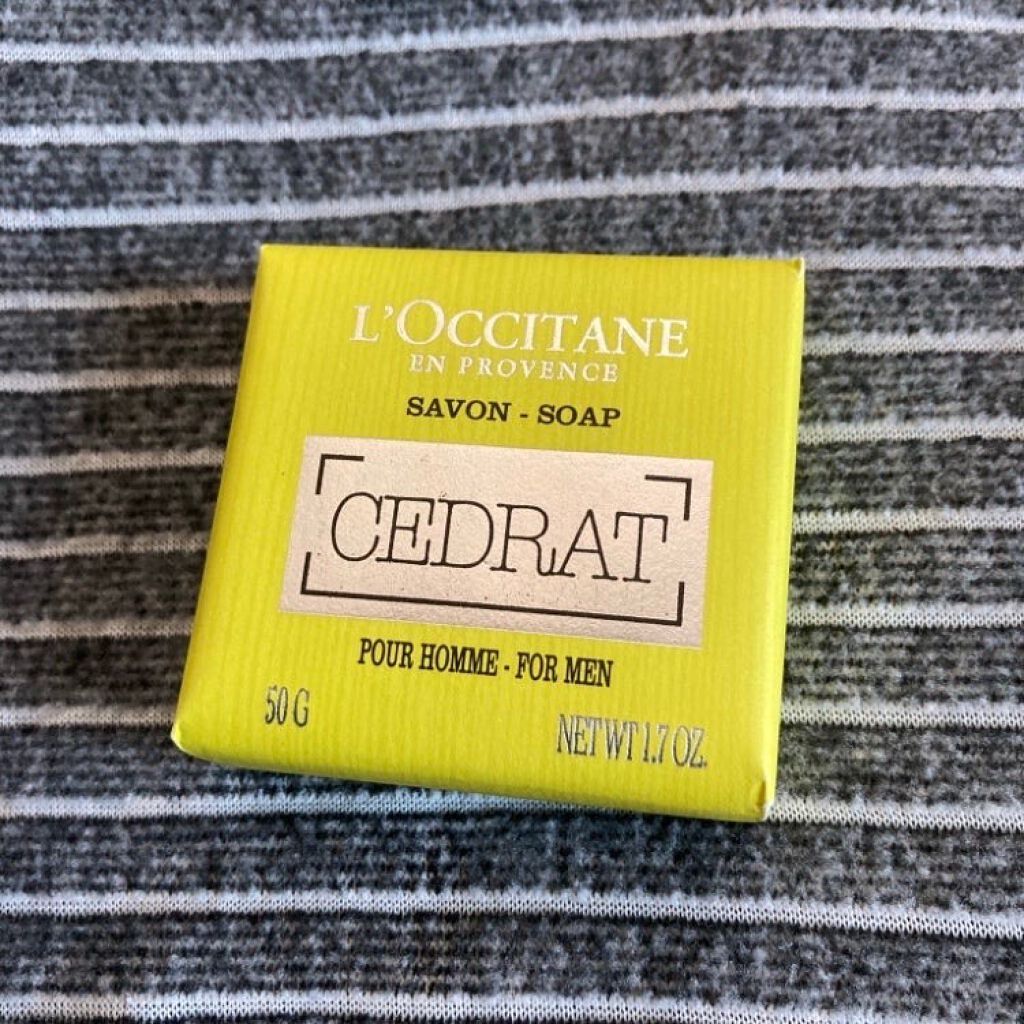 L'OCCITANE
EN PROVENCE
SAVON - SOAP
CEDRAT
POUR HOMME - FOR MEN
50 G
NET WT 1.7 OZ.